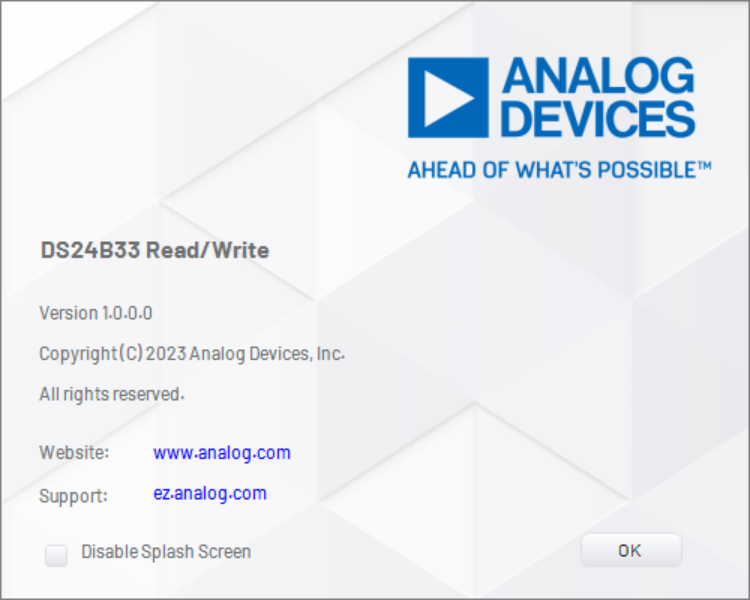 ANALOG
DEVICES
AHEAD OF WHAT'S POSSIBLE™
DS24B33 Read/Write
Version 1.0.0.0
Copyright (C) 2023 Analog Devices, Inc.
All rights reserved.
Website: www.analog.com
Support: ez.analog.com
Disable Splash Screen
OK